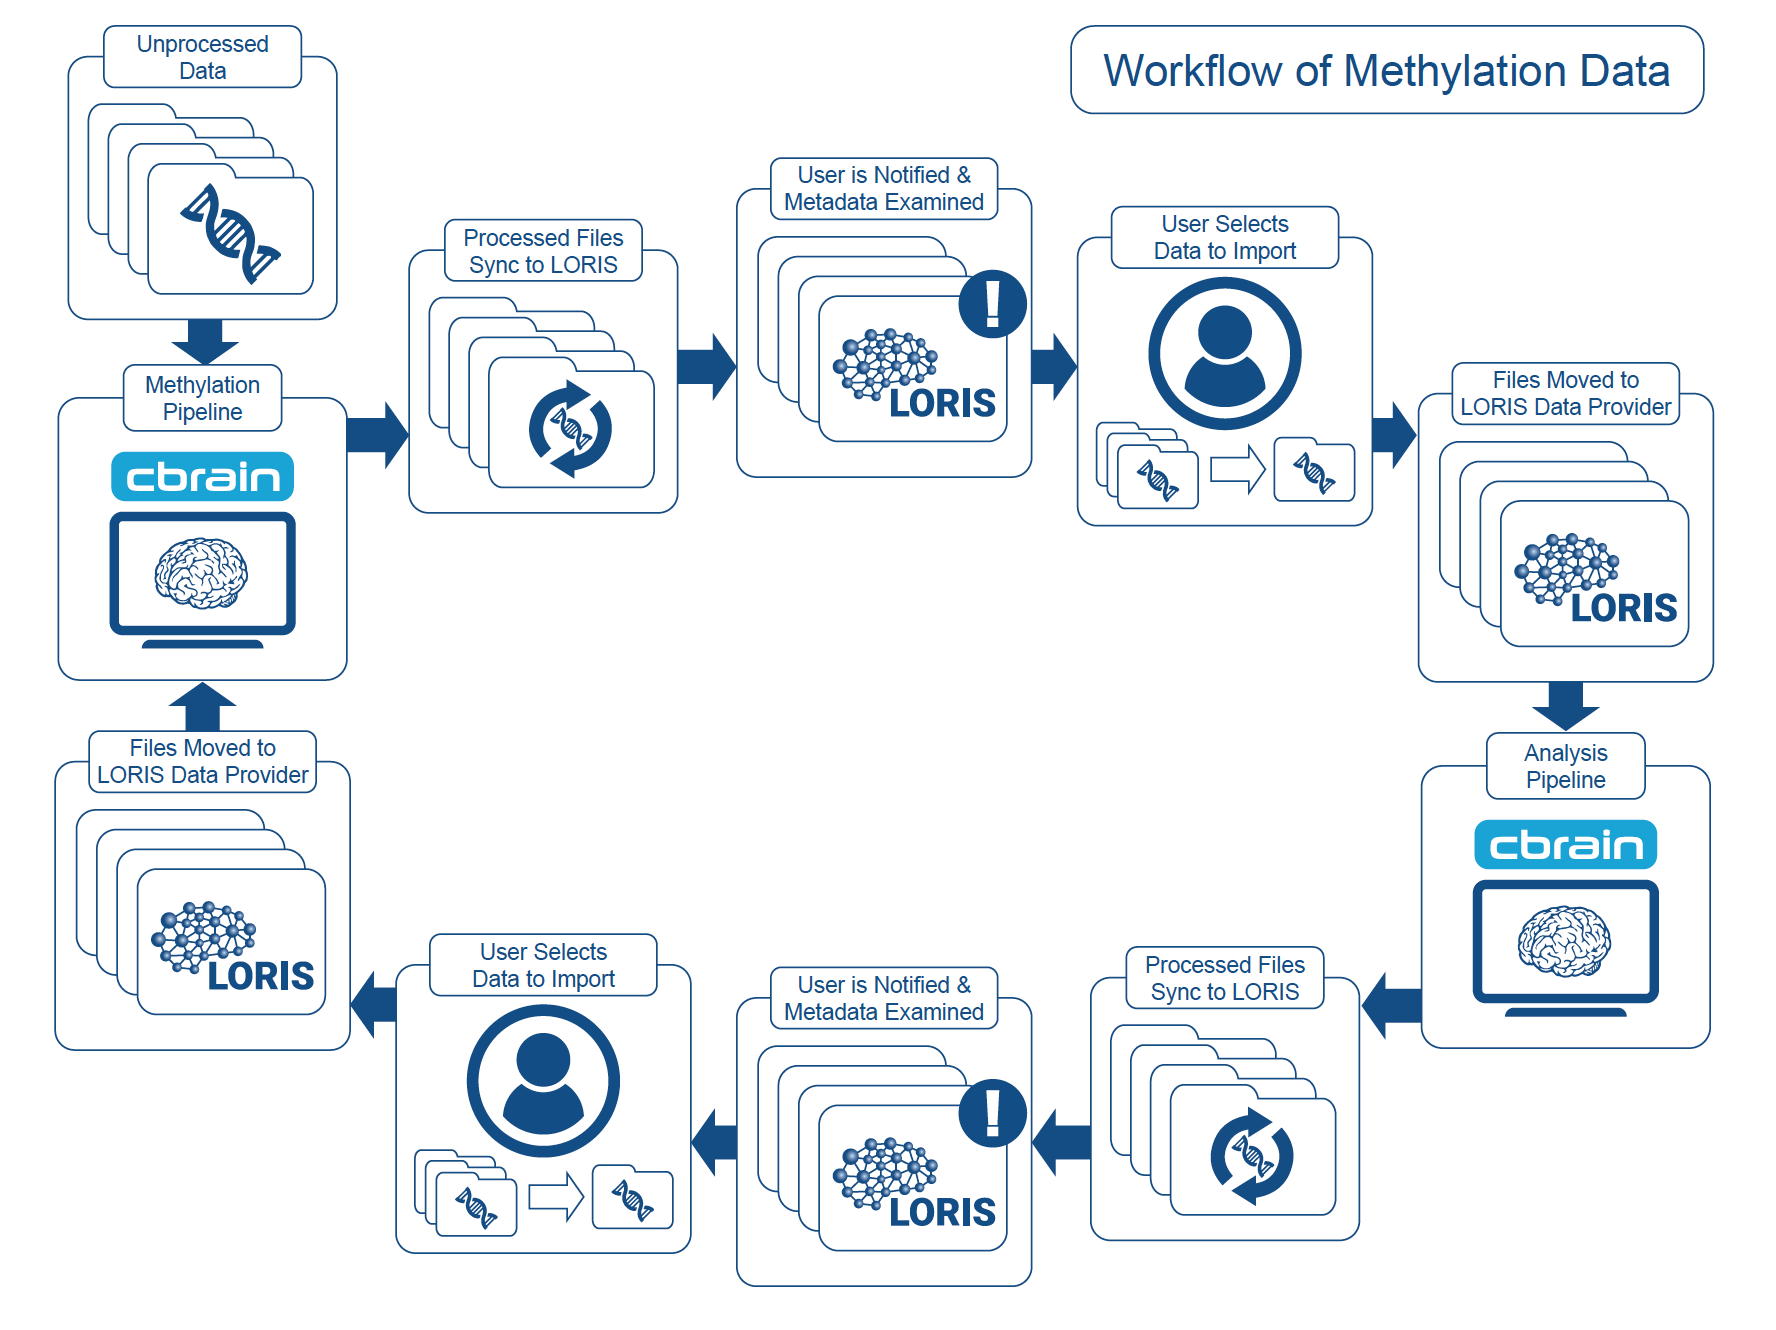 Workflow of Methylation Data
Unprocessed
Data
Methylation
Pipeline
cbrain
Processed Files
Sync to LORIS
User is Notified &
Metadata Examined
!
LORIS
User Selects
Data to Import
Files Moved to
LORIS Data Provider
LORIS
Analysis
Pipeline
cbrain
Processed Files
Sync to LORIS
User is Notified &
Metadata Examined
!
LORIS
User Selects
Data to Import
Files Moved to
LORIS Data Provider
LORIS